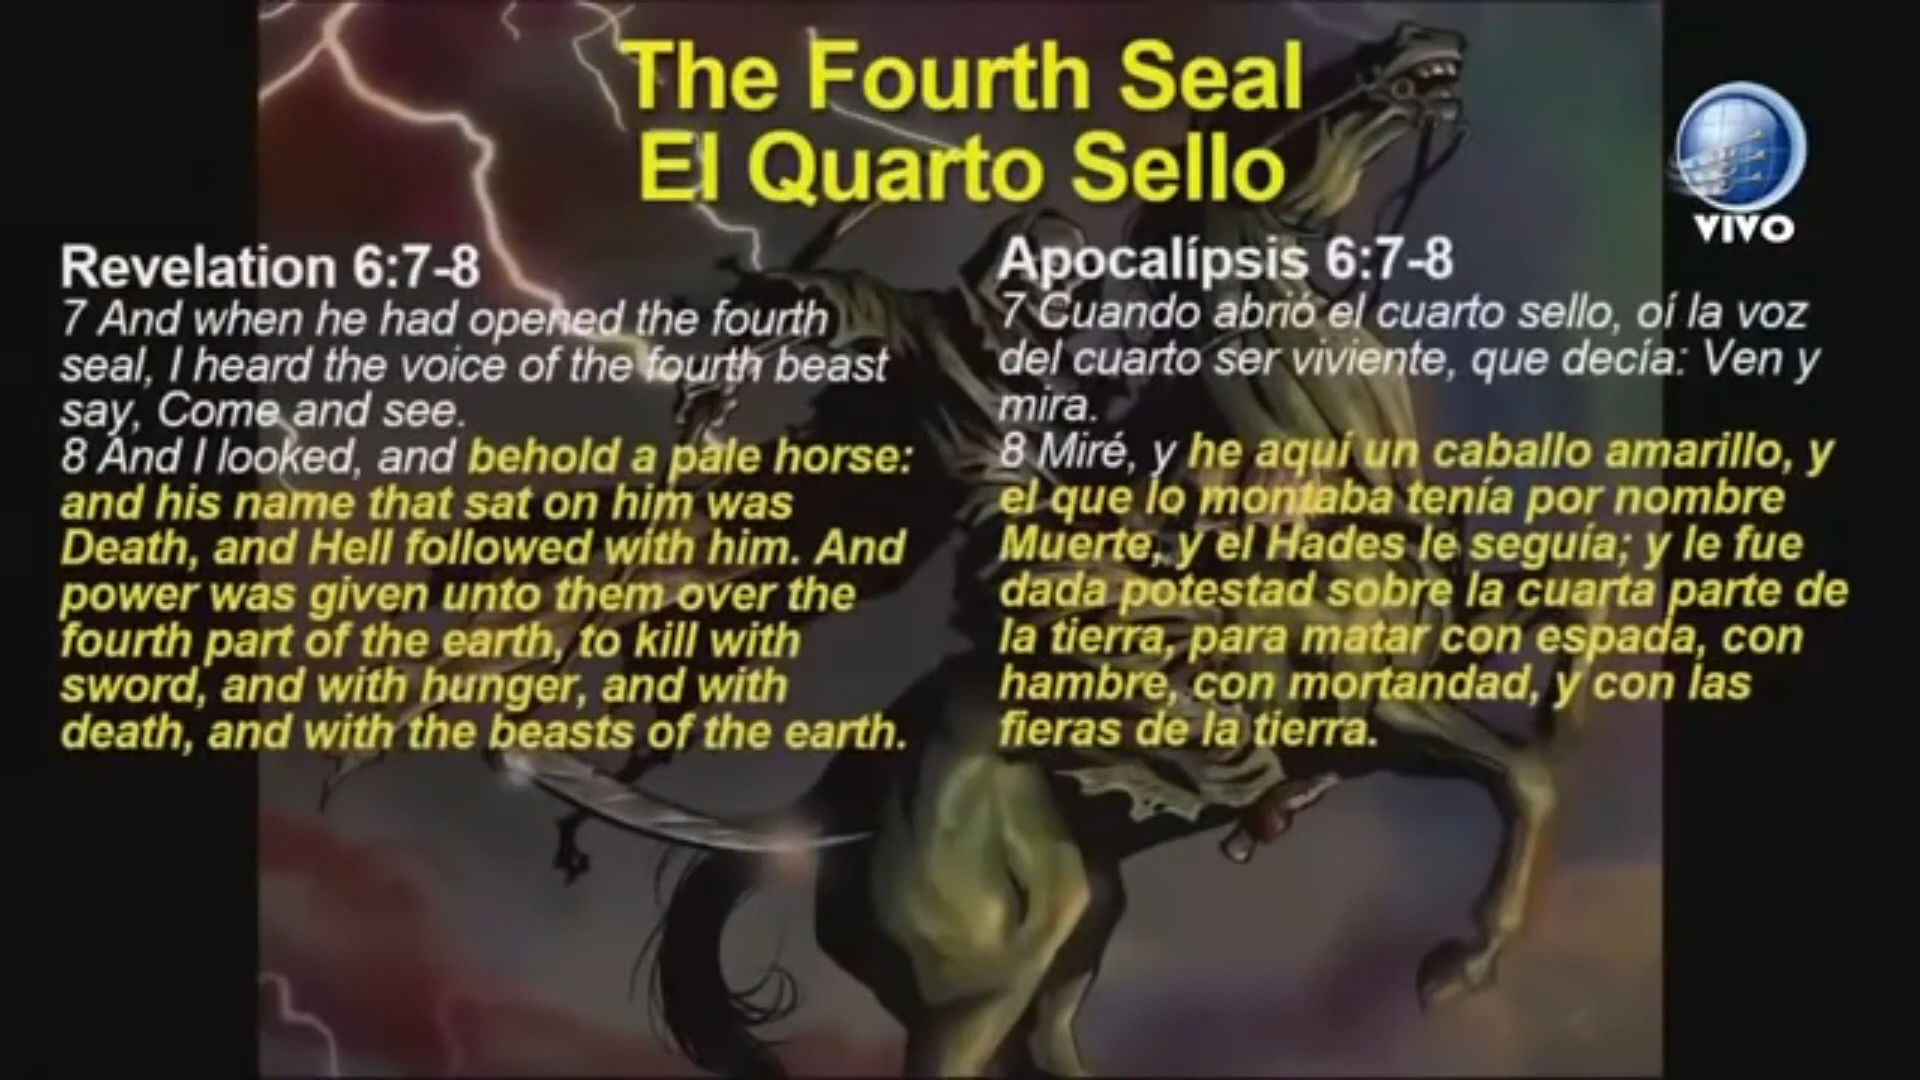 The Fourth Seal
El Quarto Sello
VIVO
Revelation 6:7-8
7 And when he had opened the fourth
seal, I heard the voice of the fourth beast
say, Come and see.
8 And I looked, and behold a pale horse:
and his name that sat on him was
Death, and Hell followed with him. And
power was given unto them over the
fourth part of the earth, to kill with
sword, and with hunger, and with
death, and with the beasts of the earth.
Apocalípsis 6:7-8
7 Cuando abrió el cuarto sello, oí la voz
del cuarto ser viviente, que decía: Ven y
mira.
8 Miré, y he aquí un caballo amarillo, y
el que lo montaba tenía por nombre
Muerte, y el Hades le seguía; y le fue
dada potestad sobre la cuarta parte de
la tierra, para matar con espada, con
hambre, con mortandad, y con las
fieras de la tierra.